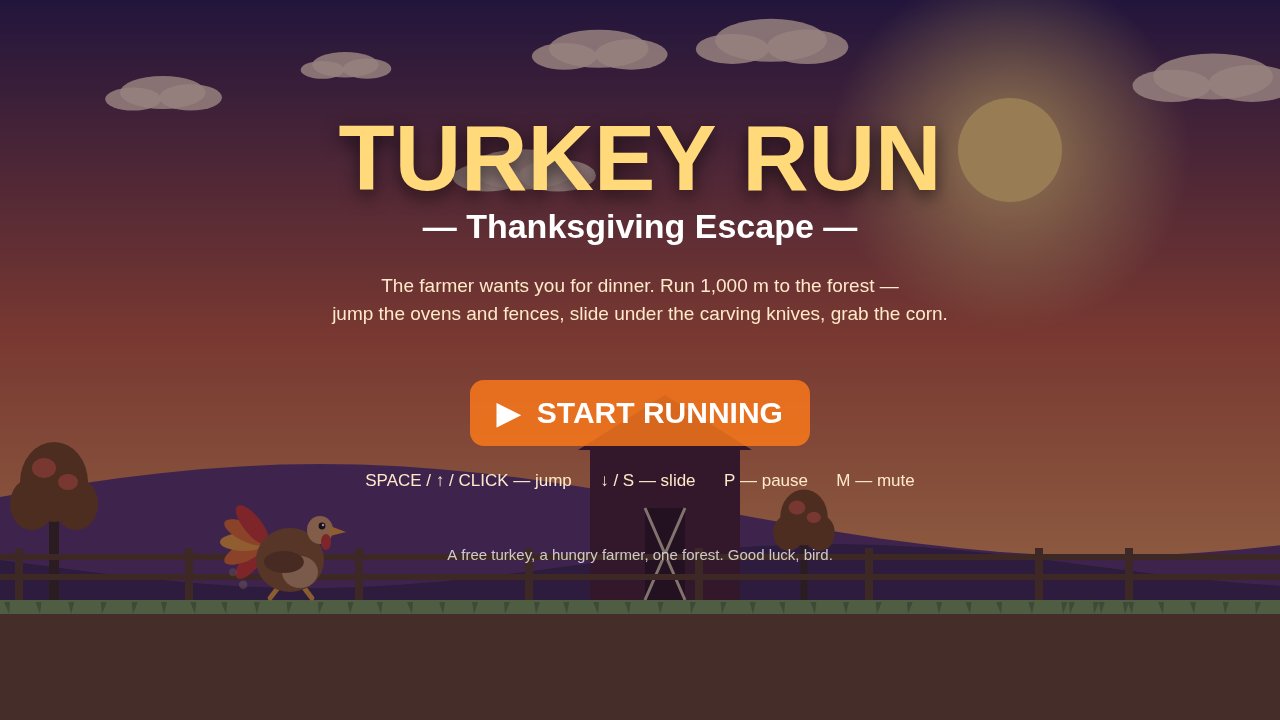 TURKEY RUN
— Thanksgiving Escape —
The farmer wants you for dinner. Run 1,000 m to the forest —
jump the ovens and fences, slide under the carving knives, grab the corn.
▶ START RUNNING
SPACE / ↑ / CLICK — jump ↓ / S — slide P — pause M — mute
A free turkey, a hungry farmer, one forest. Good luck, bird.